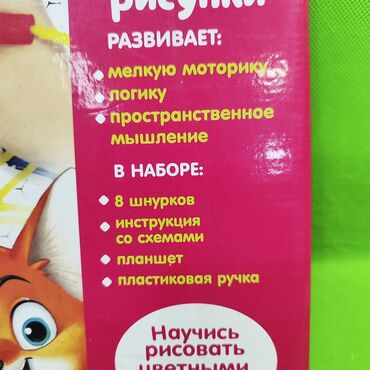 рисунки
РАЗВИВАЕТ:
мелкую моторику
логику
пространственное
мышление
В НАБОРЕ:
8 шнурков
инструкция
со схемами
планшет
пластиковая ручка
Научись
рисовать
цветными